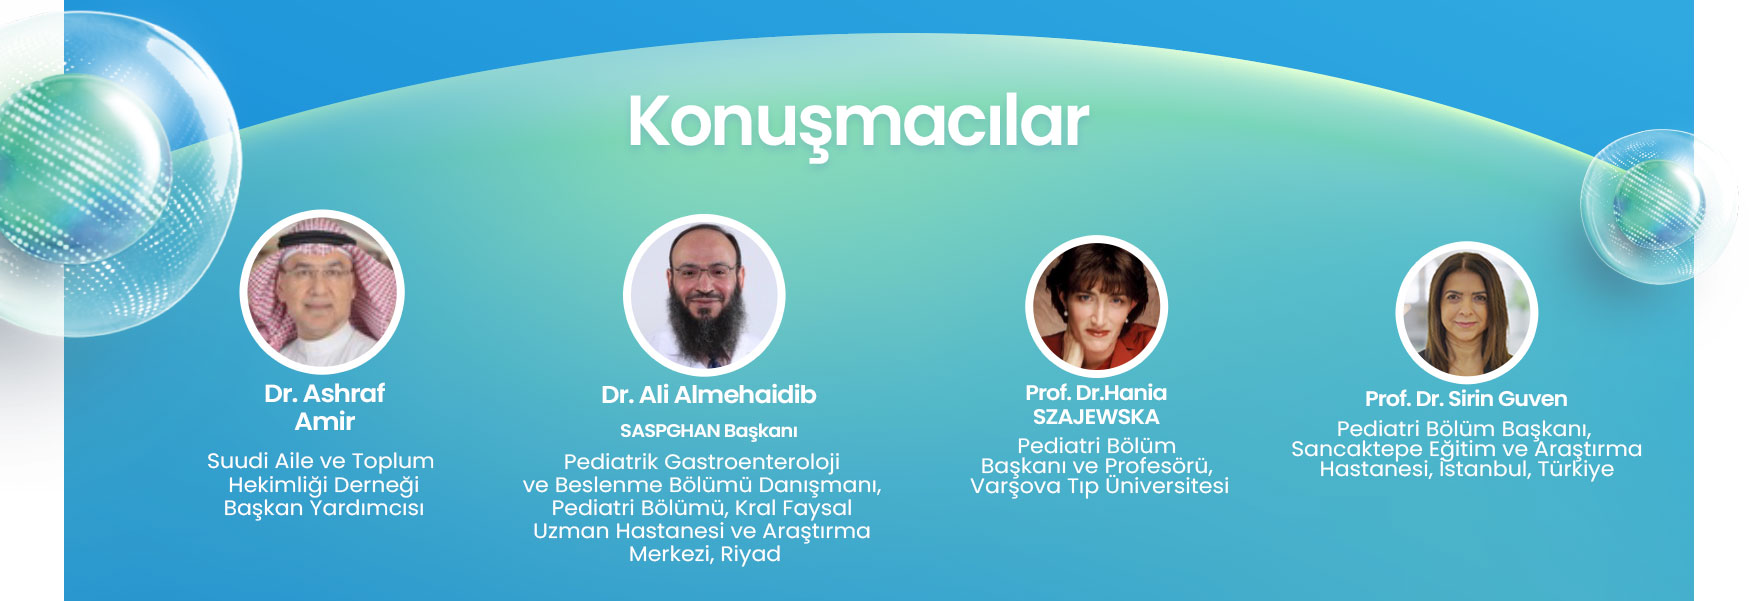 Konuşmacılar
Dr. Ashraf
Amir
Suudi Aile ve Toplum
Hekimliği Derneği
Başkan Yardımcısı
Dr. Ali Almehaidib
SASPGHAN Başkanı
Pediatrik Gastroenteroloji
ve Beslenme Bölümü Danışmanı,
Pediatri Bölümü, Kral Faysal
Uzman Hastanesi ve Araştırma
Merkezi, Riyad
Prof. Dr.Hania
SZAJEWSKA
Pediatri Bölüm
Başkanı ve Profesörü,
Varşova Tıp Üniversitesi
Prof. Dr. Sirin Guven
Pediatri Bölüm Başkanı,
Sancaktepe Eğitim ve Araştırma
Hastanesi, İstanbul, Türkiye